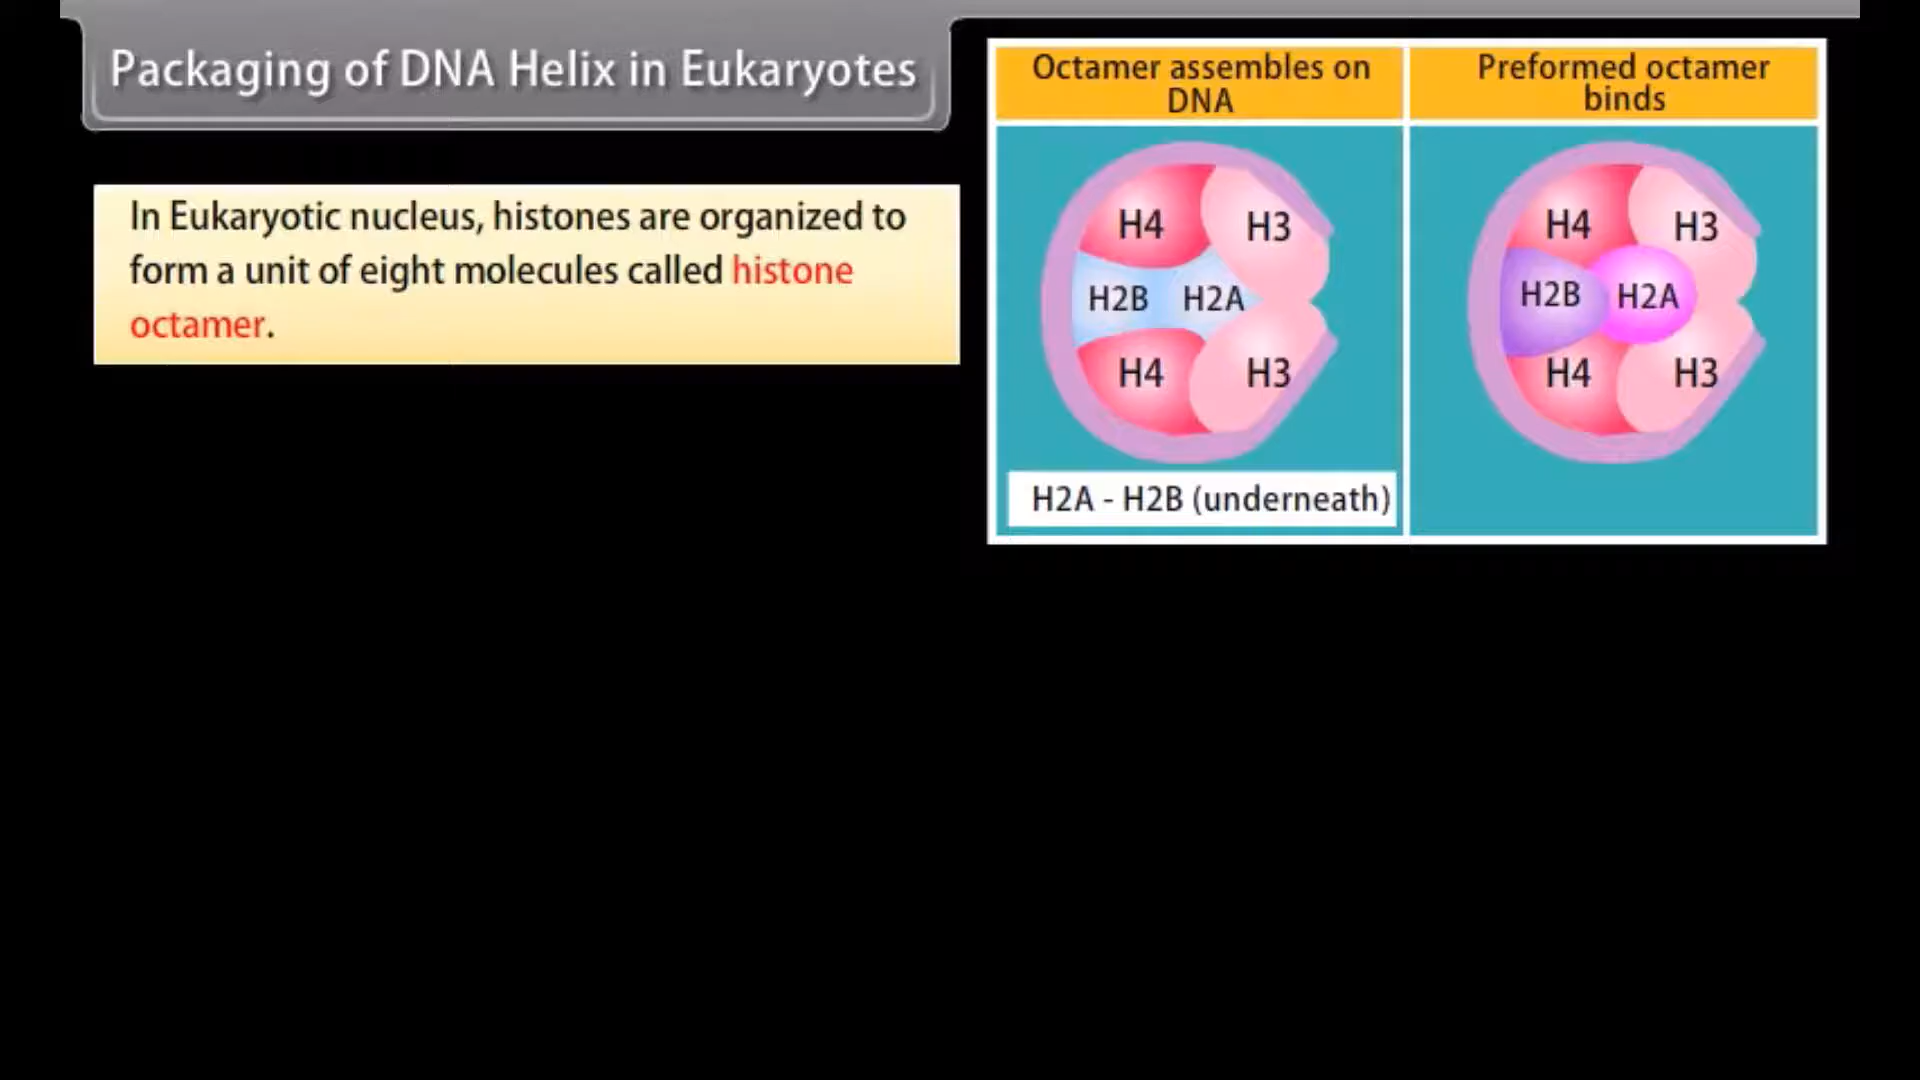 Packaging of DNA Helix in Eukaryotes
In Eukaryotic nucleus, histones are organized to
form a unit of eight molecules called histone
octamer.
Octamer assembles on
DNA
H4 H3
H2B H2A
H4 H3
H2A - H2B (underneath)
Preformed octamer
binds
H4 H3
H2B H2A
H4 H3